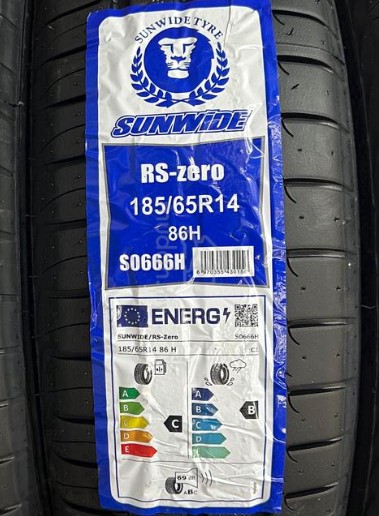 SUNWIDE TYRE
SUNWIDE
RS-zero
185/65R14
86H
S0666H
ENERG
SUNWIDE/RS-Zero S0666H
185/65R14 86 H C1
A A
B B B
C C C
D D
E E
69 dB
ABC